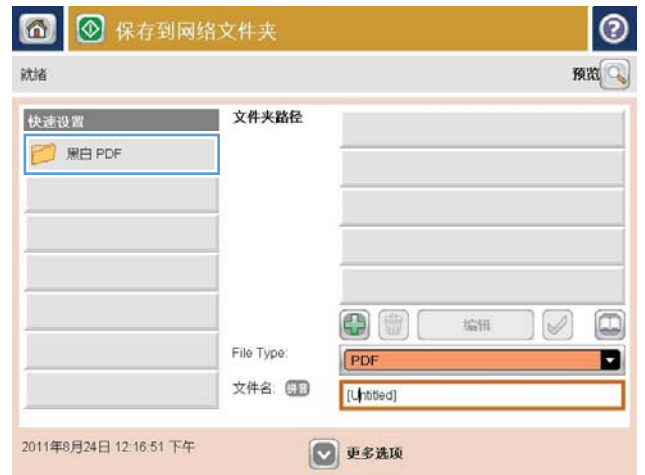 保存到网络文件夹
就绪
预览
快速设置
文件夹路径
黑白 PDF
编辑
File Type:
PDF
文件名:
拼音
[Untitled]
2011年8月24日 12:16:51 下午
更多选项